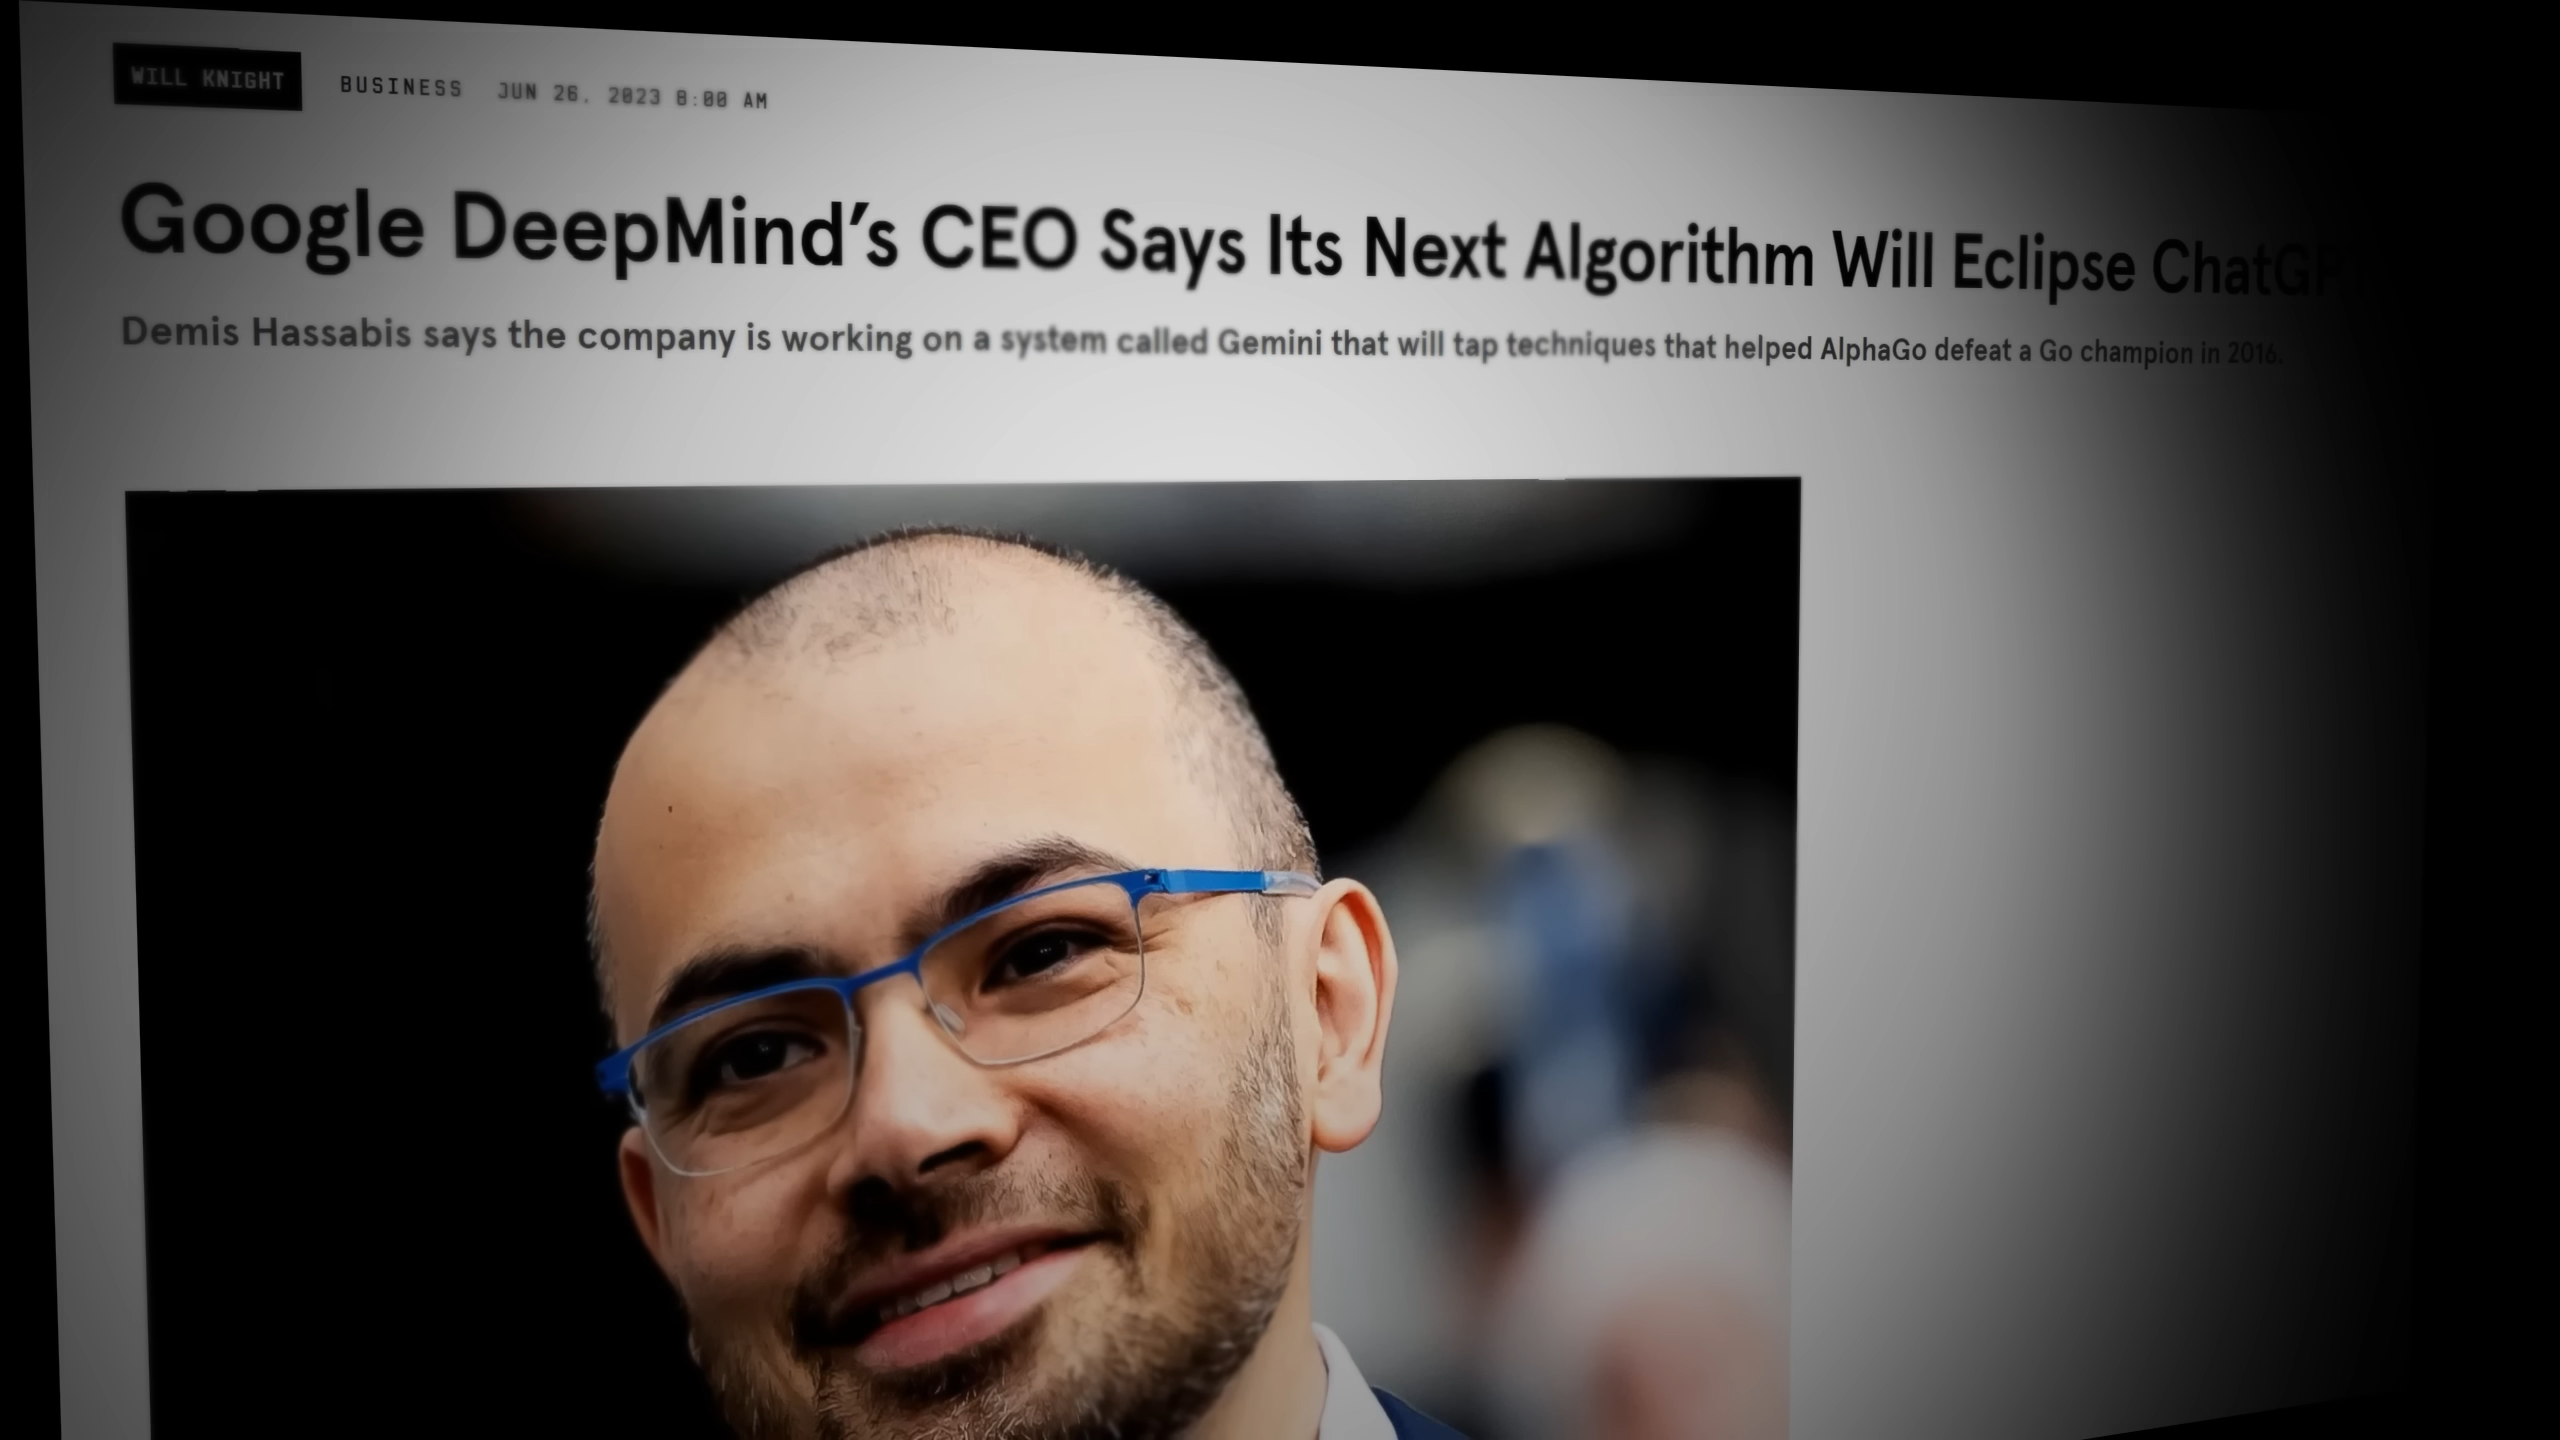 WILL KNIGHT BUSINESS JUN 26, 2023 8:00 AM
Google DeepMind's CEO Says Its Next Algorithm Will Eclipse ChatGPT
Demis Hassabis says the company is working on a system called Gemini that will tap techniques that helped AlphaGo defeat a Go champion in 2016.